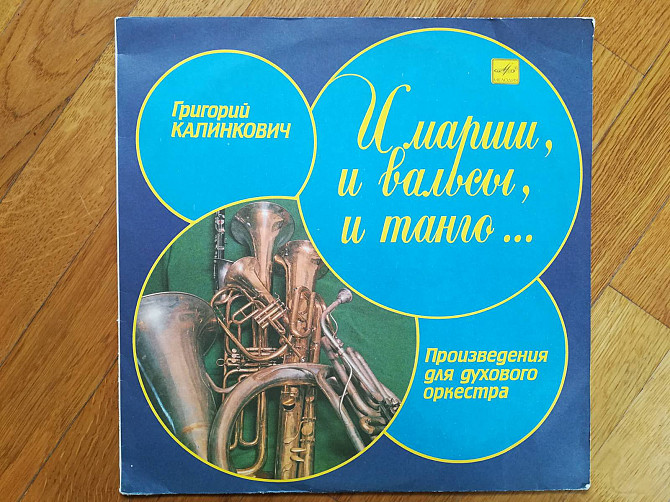 Григорий
КАЛИНКОВИЧ
И марши,
и вальсы,
и танго...
Произведения
для духового
оркестра